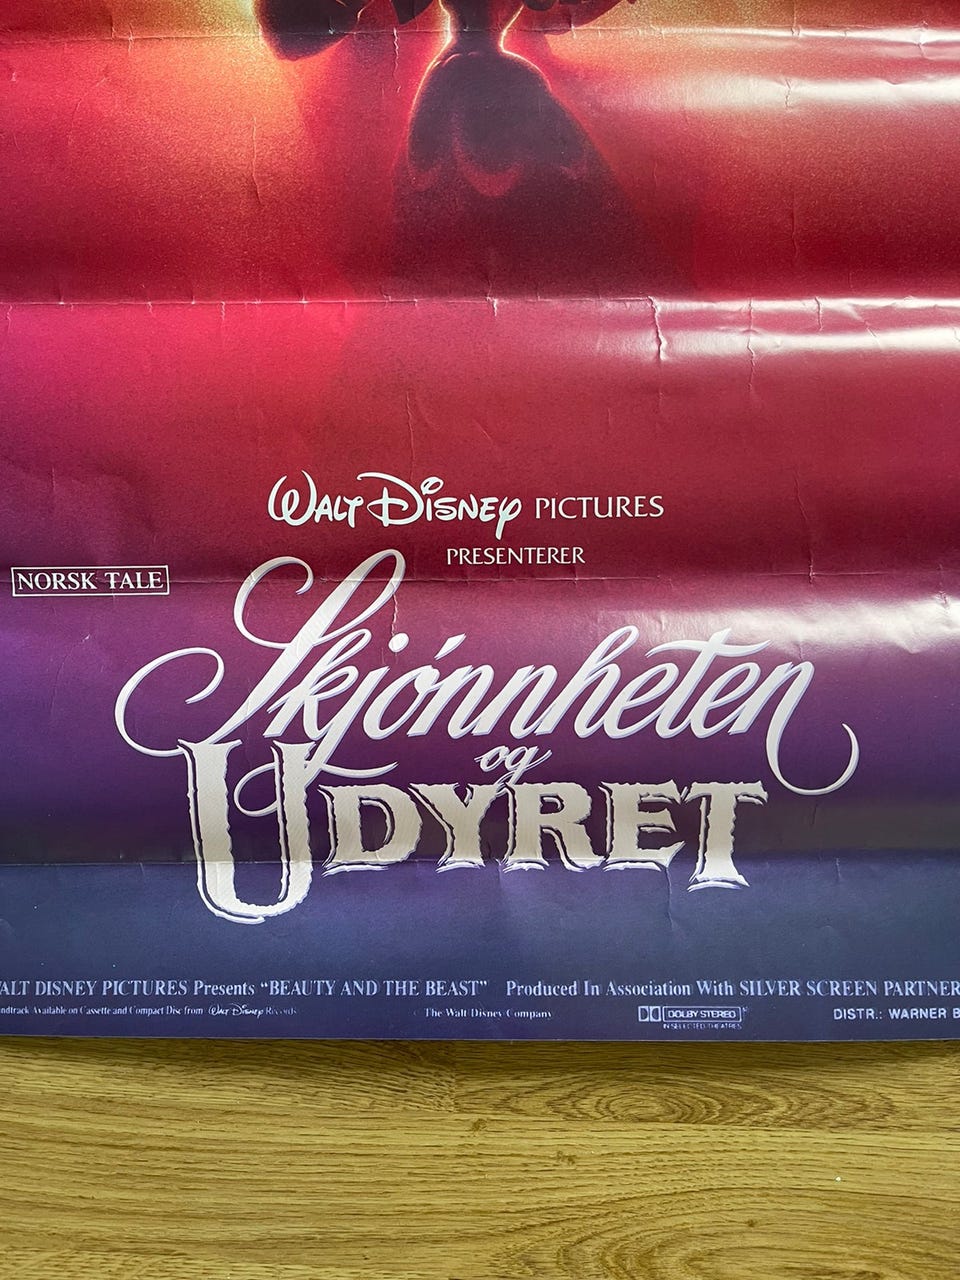 WALT DISNEY PICTURES
PRESENTERER
NORSK TALE
Skjønnheten
og
UDYRET
ALT DISNEY PICTURES Presents “BEAUTY AND THE BEAST” Produced In Association With SILVER SCREEN PARTNER
ndtrack Available on Cassette and Compact Disc from Walt Disney Records © The Walt Disney Company DOLBY STEREO DISTR.: WARNER B
IN SELECTED THEATRES